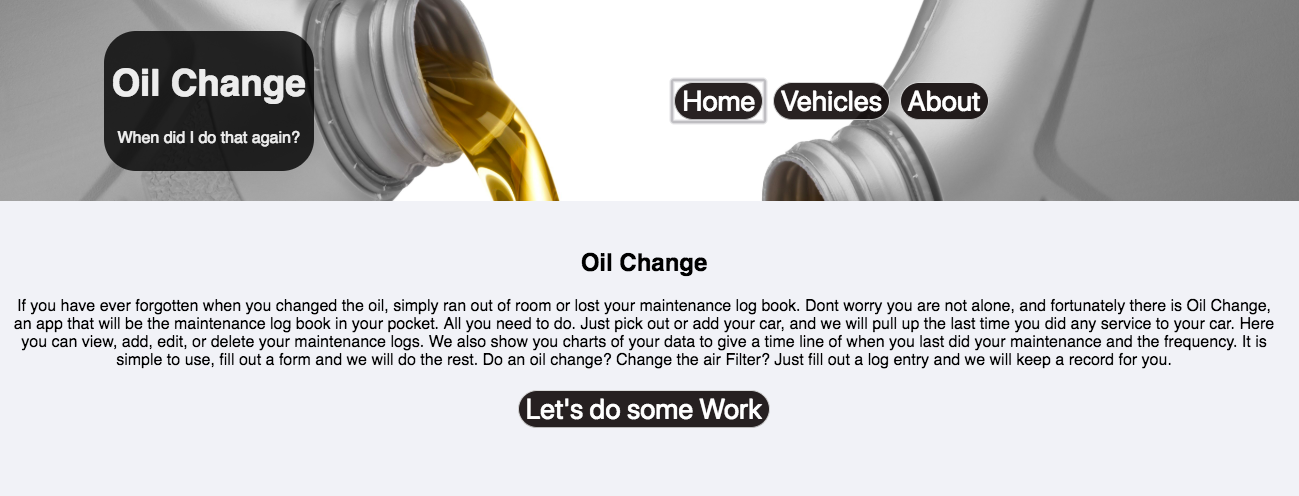 Oil Change
When did I do that again?
Home Vehicles About
Oil Change
If you have ever forgotten when you changed the oil, simply ran out of room or lost your maintenance log book. Dont worry you are not alone, and fortunately there is Oil Change,
an app that will be the maintenance log book in your pocket. All you need to do. Just pick out or add your car, and we will pull up the last time you did any service to your car. Here
you can view, add, edit, or delete your maintenance logs. We also show you charts of your data to give a time line of when you last did your maintenance and the frequency. It is
simple to use, fill out a form and we will do the rest. Do an oil change? Change the air Filter? Just fill out a log entry and we will keep a record for you.
Let's do some Work